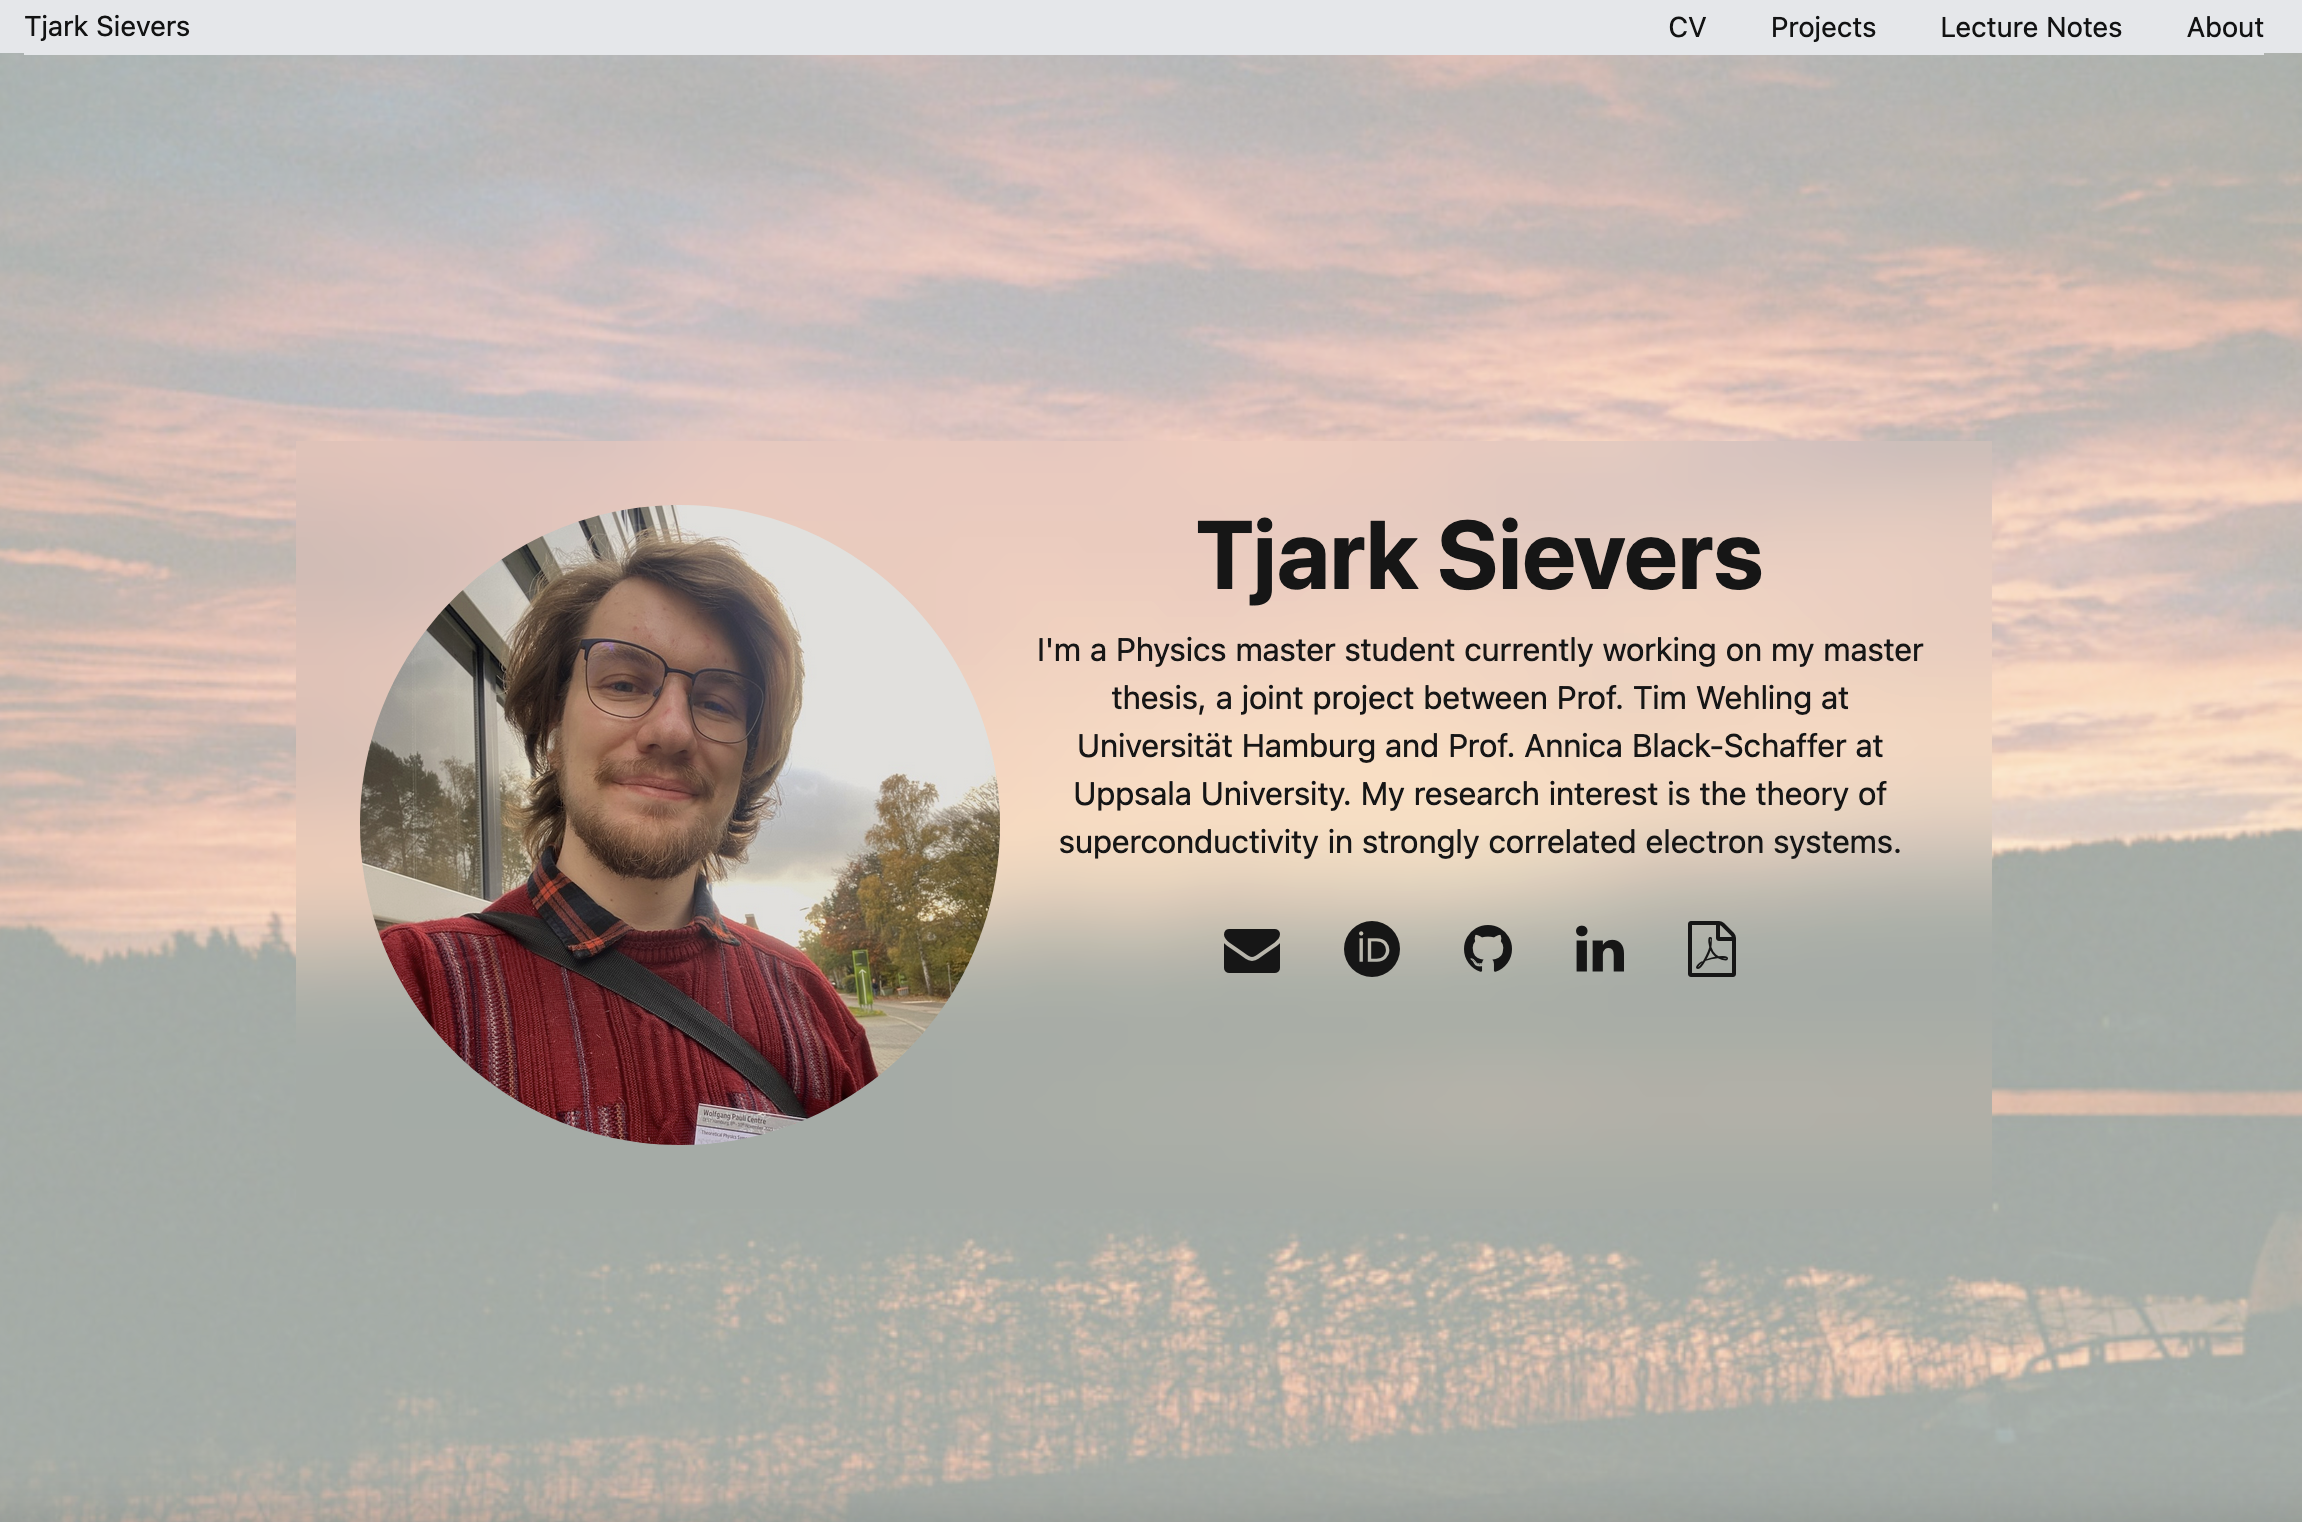 Tjark Sievers
CV
Projects
Lecture Notes
About
Tjark Sievers
I'm a Physics master student currently working on my master
thesis, a joint project between Prof. Tim Wehling at
Universität Hamburg and Prof. Annica Black-Schaffer at
Uppsala University. My research interest is the theory of
superconductivity in strongly correlated electron systems.
iD
in
Wolfgang Pauli Centre